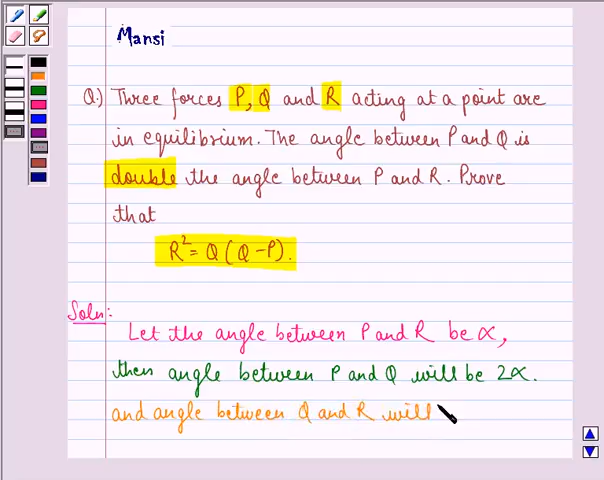 Mansi
Q.) Three forces P, Q and R acting at a point are
in equilibrium. The angle between P and Q is
double the angle between P and R. Prove
that
R² = Q (Q - P).
Soln:
Let the angle between P and R be ∝,
then angle between P and Q will be 2∝.
and angle between Q and R will